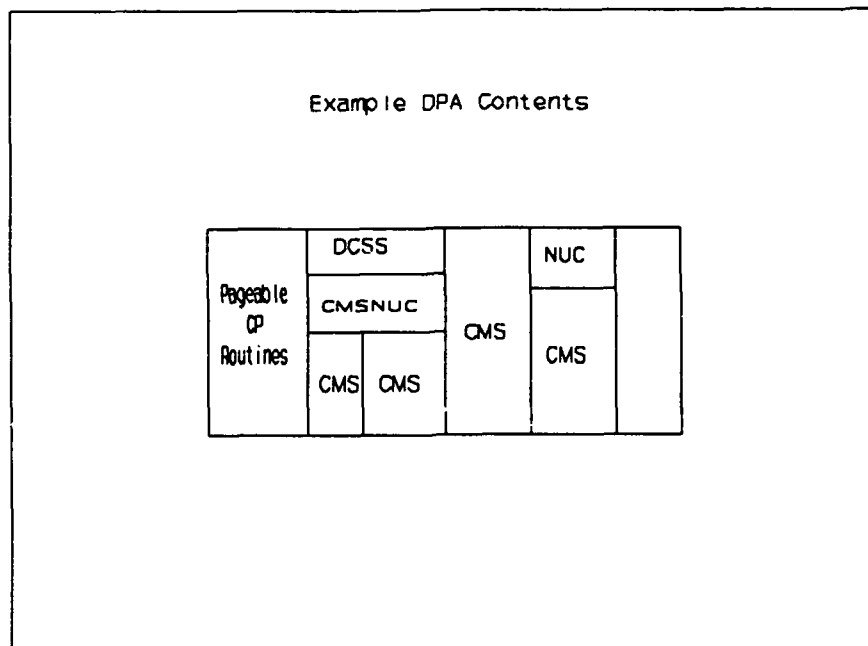 Example DPA Contents
Pageable
CP
Routines
DCSS
CMSNUC
CMS
CMS
CMS
NUC
CMS